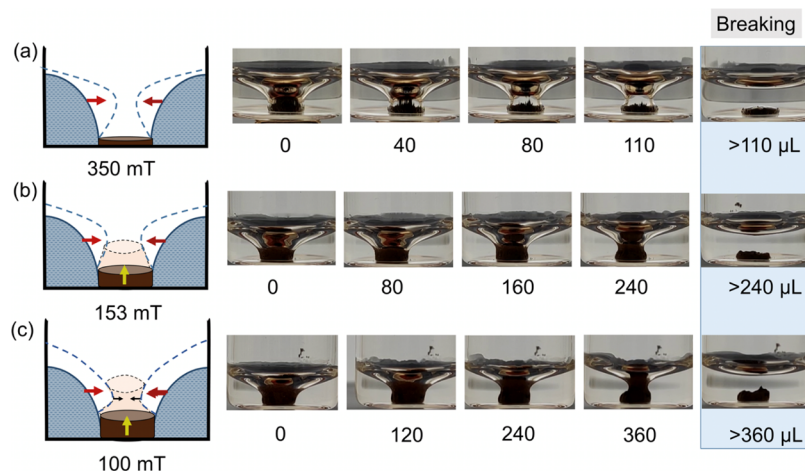 Breaking
(a)
350 mT
0 40 80 110 >110 µL
(b)
153 mT
0 80 160 240 >240 µL
(c)
100 mT
0 120 240 360 >360 µL